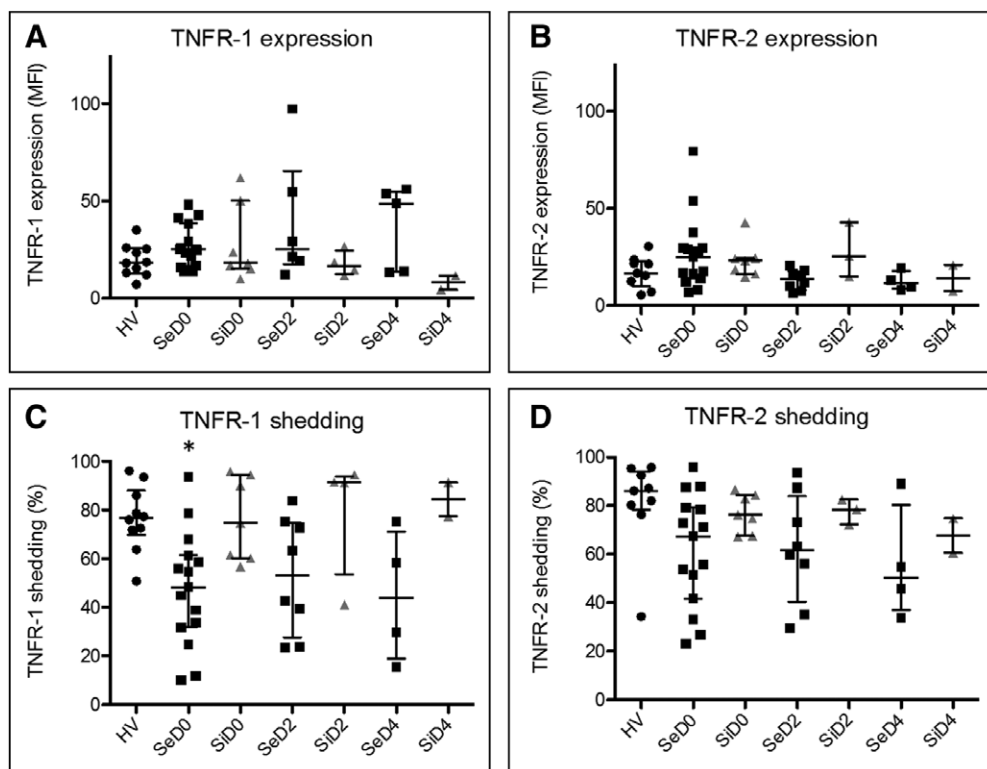 A
TNFR-1 expression
TNFR-1 expression (MFI)
100
50
0
HV
SeD0
SiD0
SeD2
SiD2
SeD4
SiD4
B
TNFR-2 expression
TNFR-2 expression (MFI)
100
50
0
HV
SeD0
SiD0
SeD2
SiD2
SeD4
SiD4
C
TNFR-1 shedding
TNFR-1 shedding (%)
*
100
80
60
40
20
0
HV
SeD0
SiD0
SeD2
SiD2
SeD4
SiD4
D
TNFR-2 shedding
TNFR-2 shedding (%)
100
80
60
40
20
0
HV
SeD0
SiD0
SeD2
SiD2
SeD4
SiD4